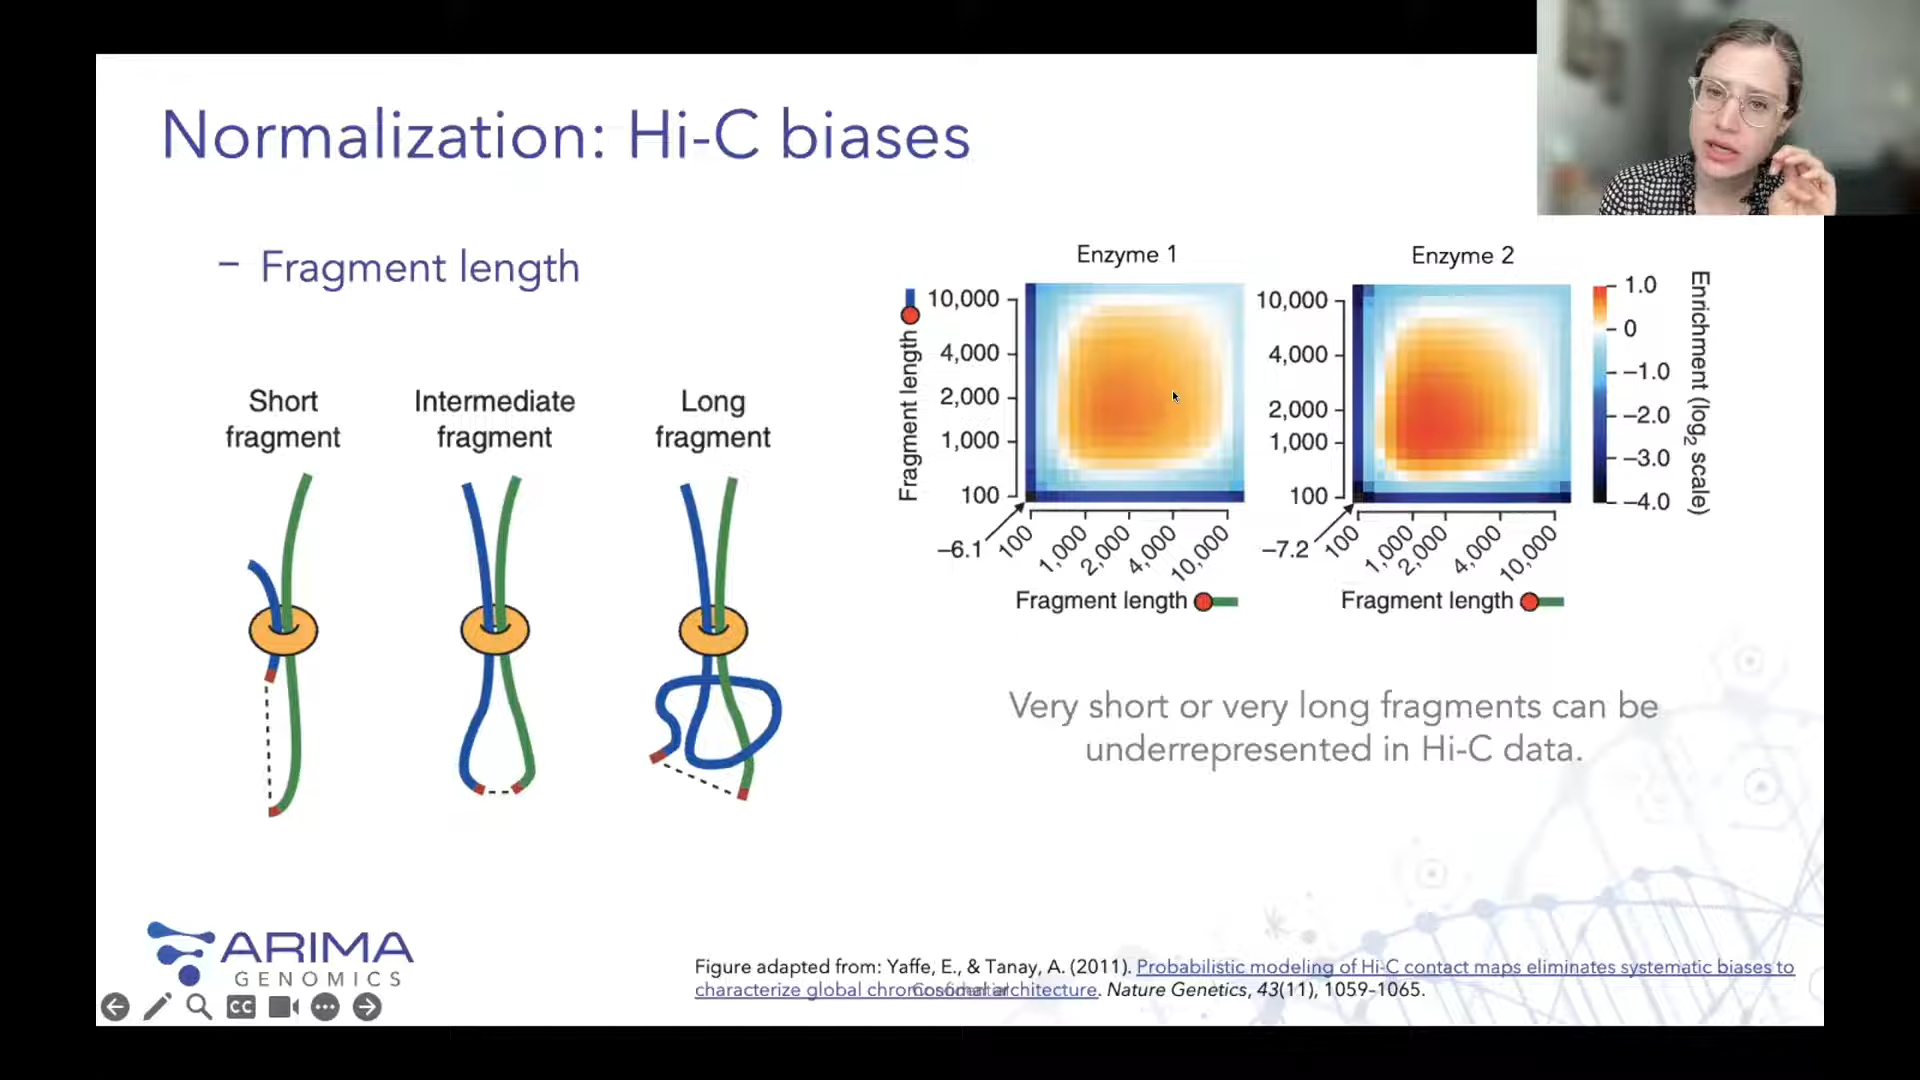 Normalization: Hi-C biases
– Fragment length
Short
fragment
Intermediate
fragment
Long
fragment
Enzyme 1
Fragment length
10,000
4,000
2,000
1,000
100
−6.1
100
1,000
2,000
4,000
10,000
Fragment length
Enzyme 2
10,000
4,000
2,000
1,000
100
−7.2
100
1,000
2,000
4,000
10,000
Fragment length
1.0
0
−1.0
−2.0
−3.0
−4.0
Enrichment (log2 scale)
Very short or very long fragments can be
underrepresented in Hi-C data.
ARIMA
GENOMICS
CC
Figure adapted from: Yaffe, E., & Tanay, A. (2011). Probabilistic modeling of Hi-C contact maps eliminates systematic biases to
characterize global chromosomal architecture. Nature Genetics, 43(11), 1059–1065.
Confidential